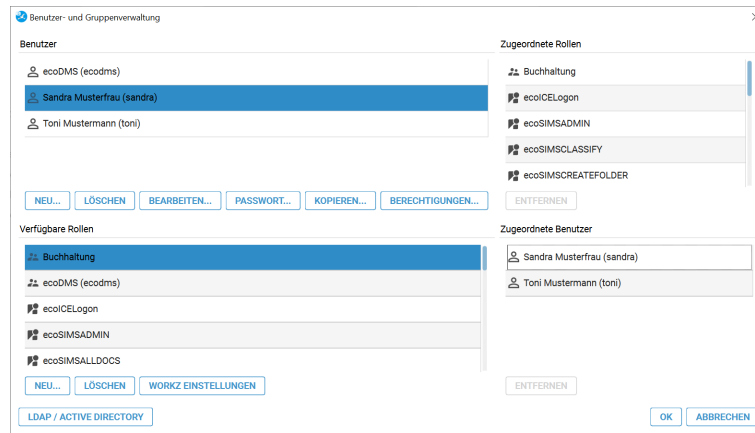 Benutzer- und Gruppenverwaltung
Benutzer
ecoDMS (ecodms)
Sandra Musterfrau (sandra)
Toni Mustermann (toni)
NEU...
LÖSCHEN
BEARBEITEN...
PASSWORT...
KOPIEREN...
BERECHTIGUNGEN...
Zugeordnete Rollen
Buchhaltung
ecoICELogon
ecoSIMSADMIN
ecoSIMSCLASSIFY
ecoSIMSCREATEFOLDER
ENTFERNEN
Verfügbare Rollen
Buchhaltung
ecoDMS (ecodms)
ecoICELogon
ecoSIMSADMIN
ecoSIMSALLDOCS
NEU...
LÖSCHEN
WORKZ EINSTELLUNGEN
Zugeordnete Benutzer
Sandra Musterfrau (sandra)
Toni Mustermann (toni)
ENTFERNEN
LDAP / ACTIVE DIRECTORY
OK
ABBRECHEN